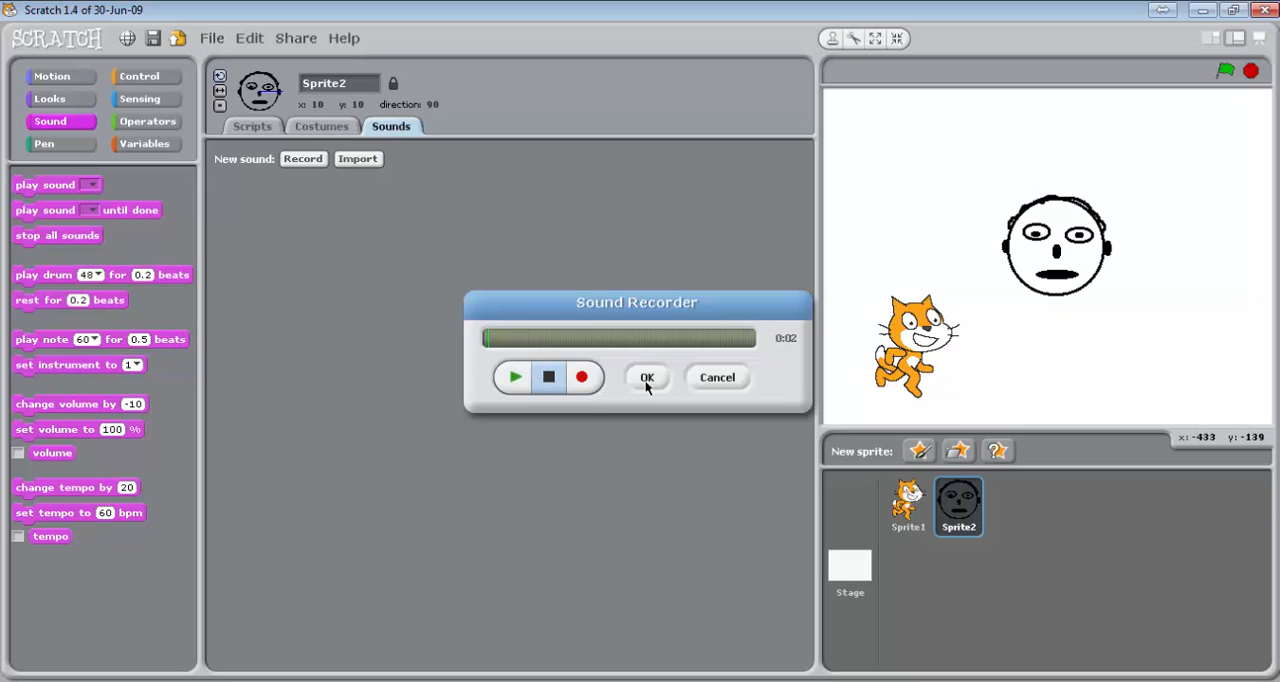 Scratch 1.4 of 30-Jun-09
SCRATCH File Edit Share Help
Motion Control
Looks Sensing
Sound Operators
Pen Variables
play sound
play sound until done
stop all sounds
play drum 48 for 0.2 beats
rest for 0.2 beats
play note 60 for 0.5 beats
set instrument to 1
change volume by -10
set volume to 100 %
volume
change tempo by 20
set tempo to 60 bpm
tempo
Sprite2
x: 10 y: 10 direction: 90
Scripts Costumes Sounds
New sound: Record Import
Sound Recorder
0:02
OK Cancel
x: -433 y: -139
New sprite:
Sprite1 Sprite2
Stage